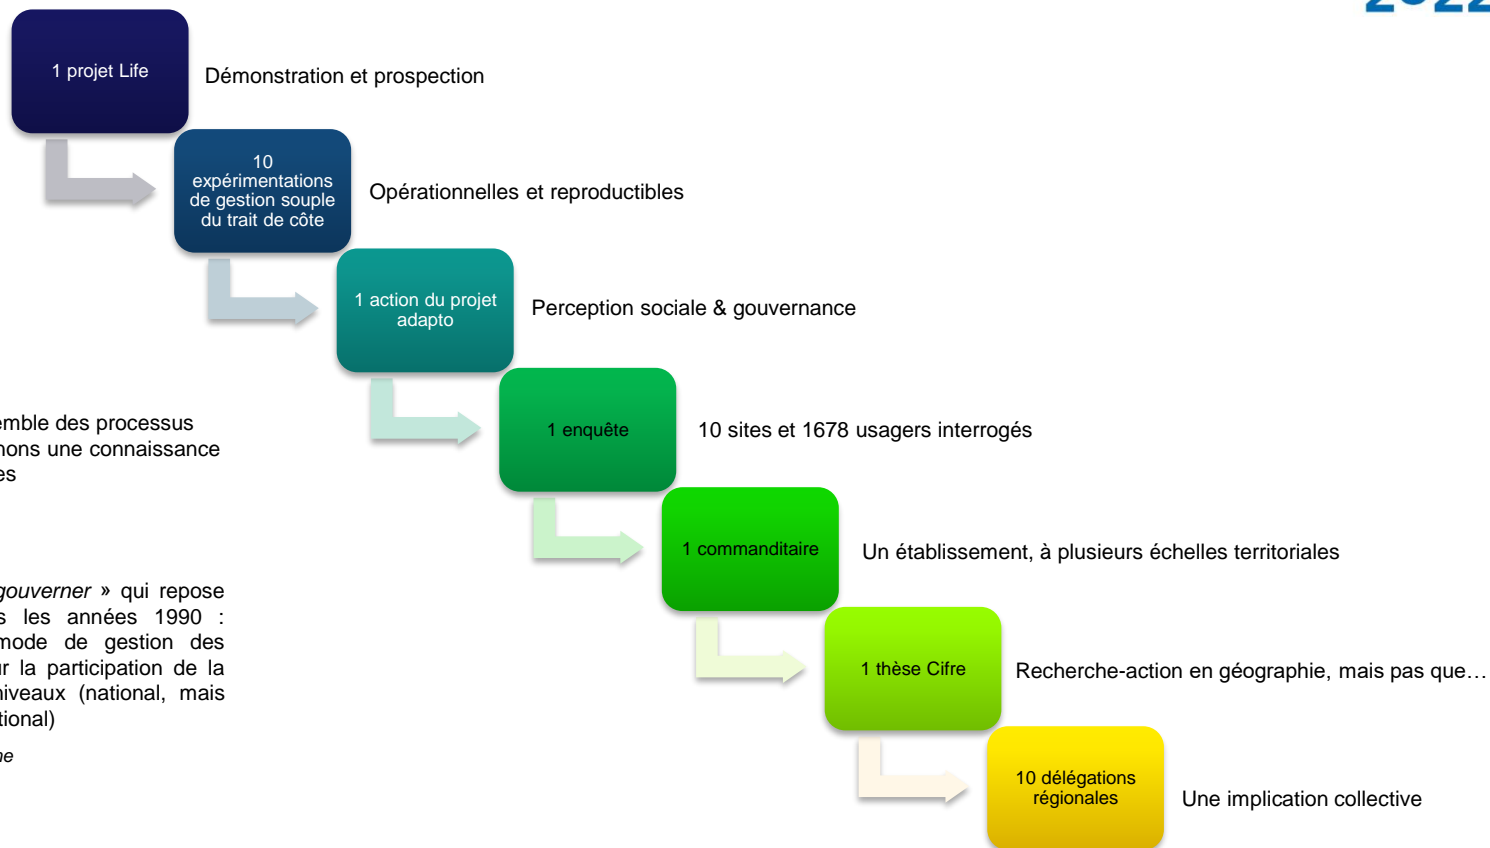 1 projet Life
Démonstration et prospection
10
expérimentations
de gestion souple
du trait de côte
Opérationnelles et reproductibles
1 action du projet
adapto
Perception sociale & gouvernance
1 enquête
10 sites et 1678 usagers interrogés
1 commanditaire
Un établissement, à plusieurs échelles territoriales
1 thèse Cifre
Recherche-action en géographie, mais pas que…
10 délégations
régionales
Une implication collective
des processus
une connaissance
gouverner » qui repose
les années 1990 :
mode de gestion des
la participation de la
niveaux (national, mais